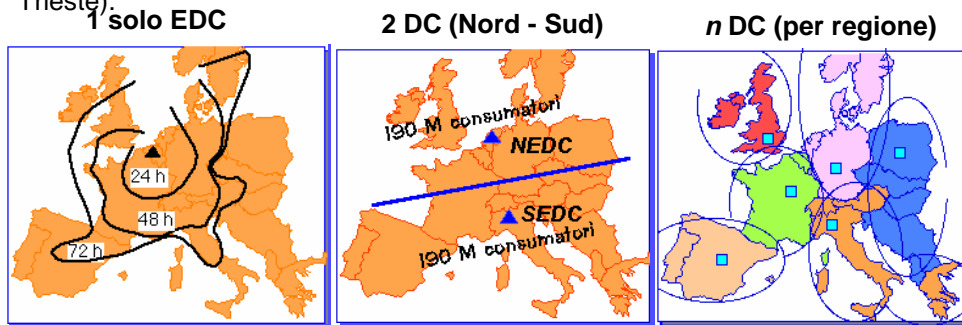 Trieste).
1 solo EDC
2 DC (Nord - Sud)
n DC (per regione)
24 h
48 h
72 h
190 M consumatori
NEDC
SEDC
190 M consumatori